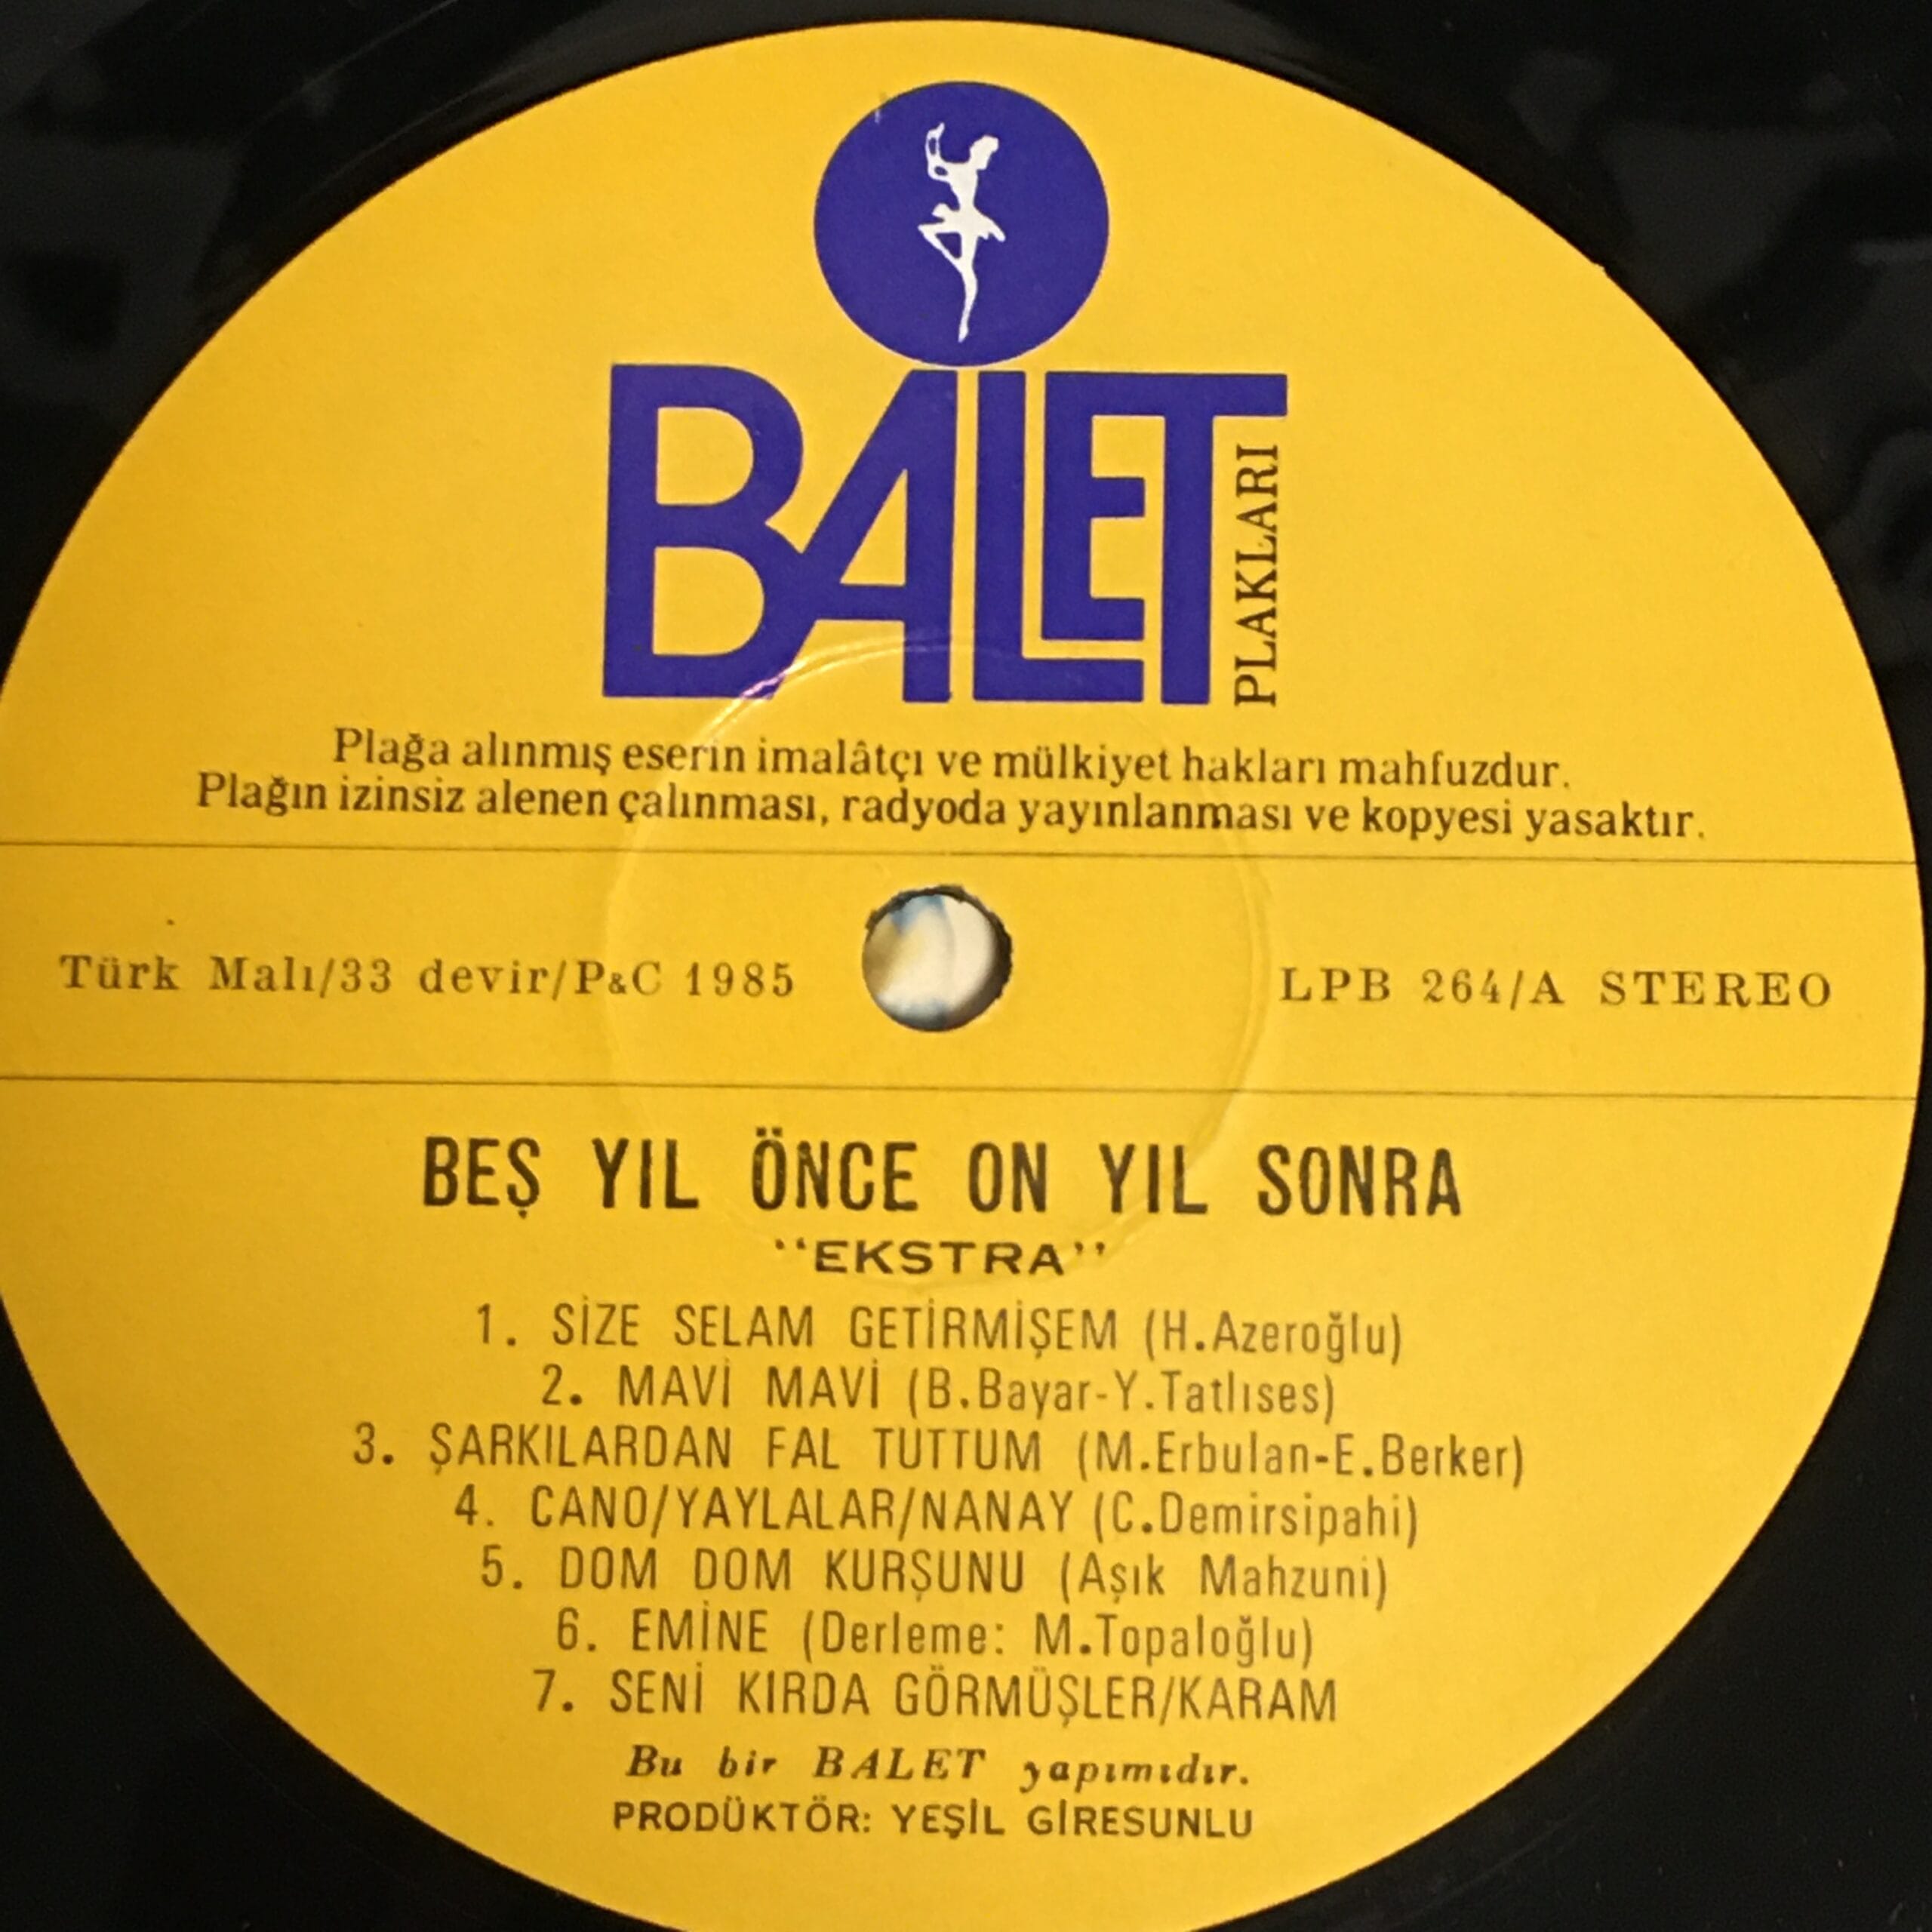 BALET
PLAKLARI
Plağa alınmış eserin imalâtçı ve mülkiyet hakları mahfuzdur.
Plağın izinsiz alenen çalınması, radyoda yayınlanması ve kopyesi yasaktır.
Türk Malı/33 devir/P&C 1985
LPB 264/A STEREO
BEŞ YIL ÖNCE ON YIL SONRA
"EKSTRA"
1. SİZE SELAM GETİRMİŞEM (H.Azeroğlu)
2. MAVİ MAVİ (B.Bayar-Y.Tatlıses)
3. ŞARKILARDAN FAL TUTTUM (M.Erbulan-E.Berker)
4. CANO/YAYLALAR/NANAY (C.Demirsipahi)
5. DOM DOM KURŞUNU (Aşık Mahzuni)
6. EMİNE (Derleme: M.Topaloğlu)
7. SENİ KIRDA GÖRMÜŞLER/KARAM
Bu bir BALET yapımıdır.
PRODÜKTÖR: YEŞİL GİRESUNLU